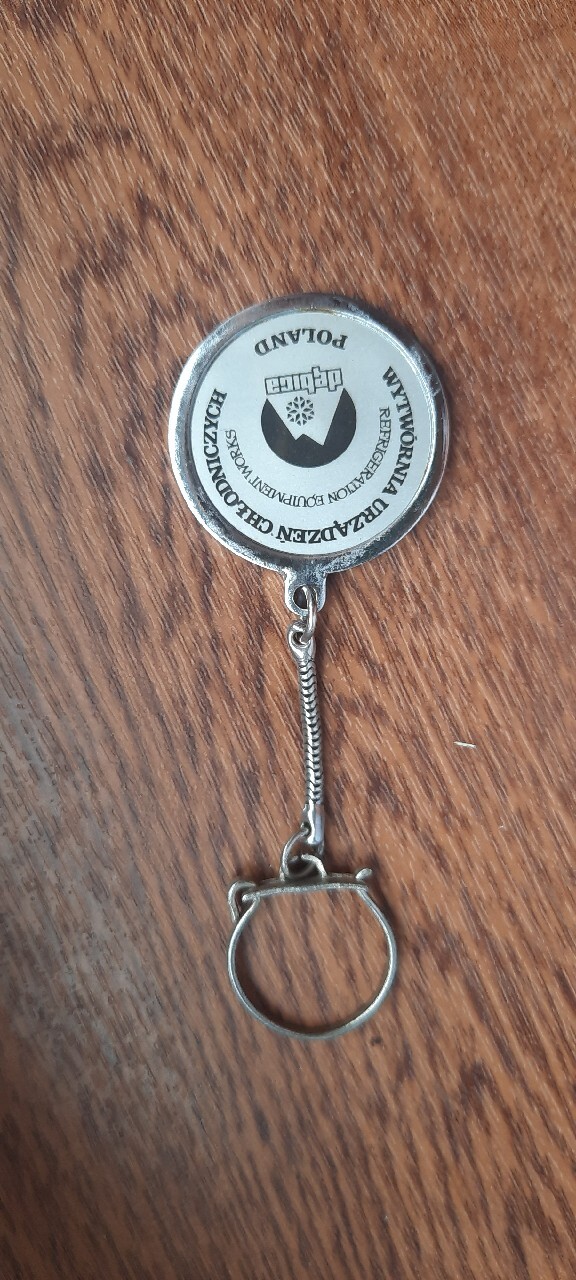 WYTWÓRNIA URZĄDZEŃ CHŁODNICZYCH
REFRIGERATION EQUIPMENT WORKS
dębica
POLAND